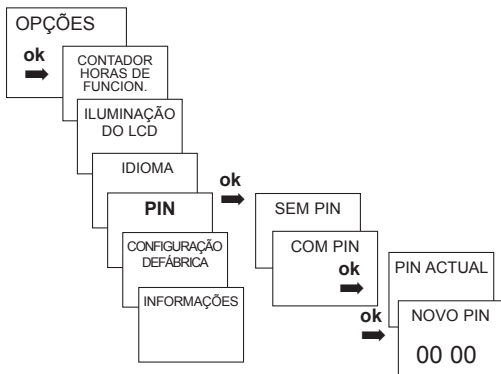 OPÇÕES
ok
CONTADOR
HORAS DE
FUNCION.
ILUMINAÇÃO
DO LCD
IDIOMA
ok
PIN
SEM PIN
COM PIN
ok
CONFIGURAÇÃO
DEFÁBRICA
PIN ACTUAL
INFORMAÇÕES
ok
NOVO PIN
00 00